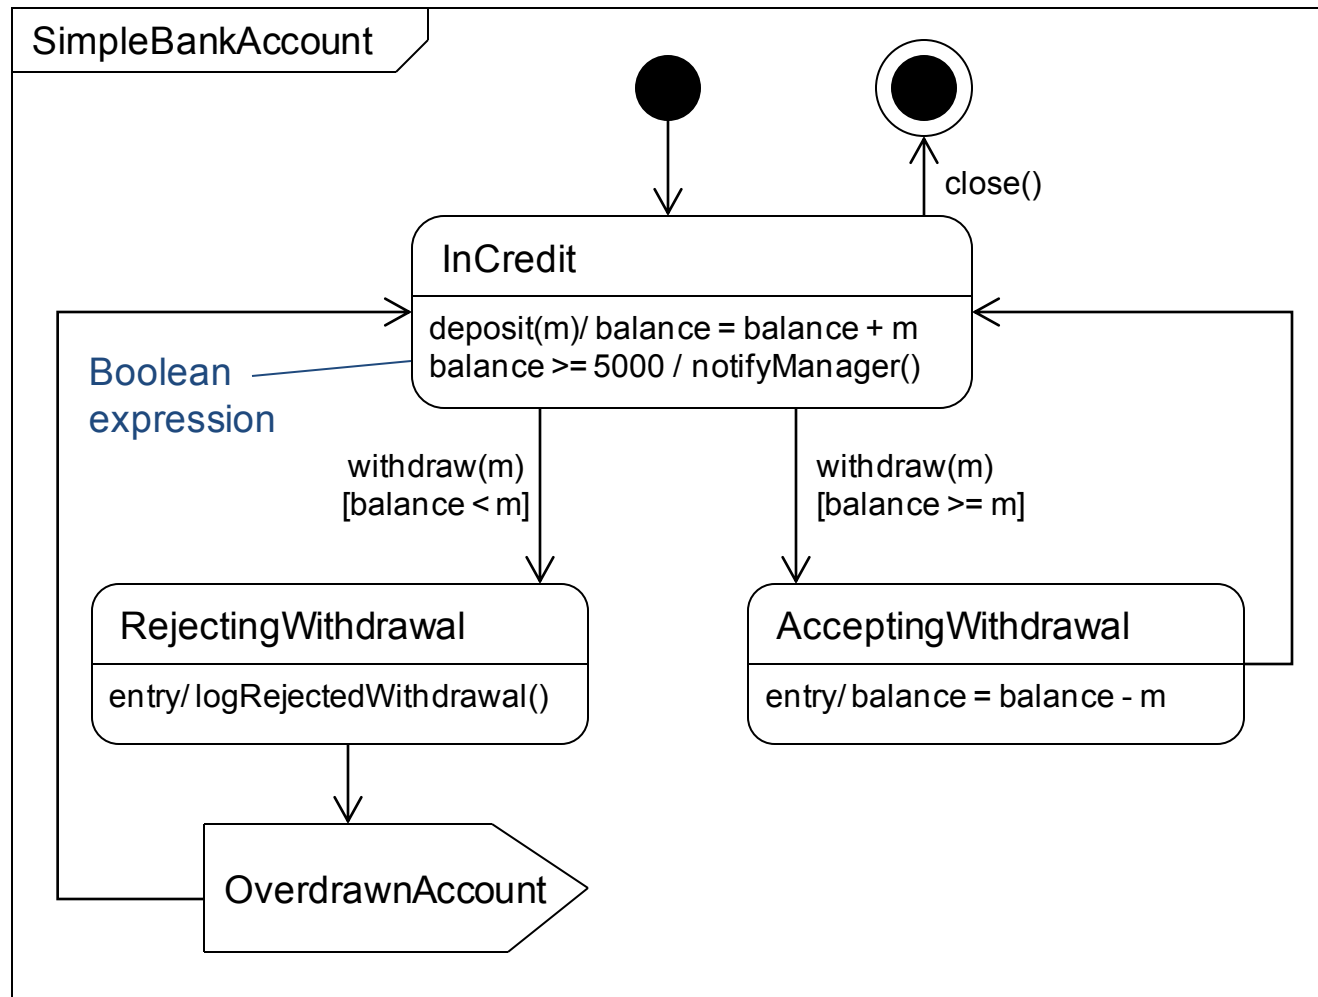 SimpleBankAccount
close()
InCredit
deposit(m)/ balance = balance + m
balance >= 5000 / notifyManager()
Boolean
expression
withdraw(m)
[balance < m]
withdraw(m)
[balance >= m]
RejectingWithdrawal
entry/ logRejectedWithdrawal()
AcceptingWithdrawal
entry/ balance = balance - m
OverdrawnAccount